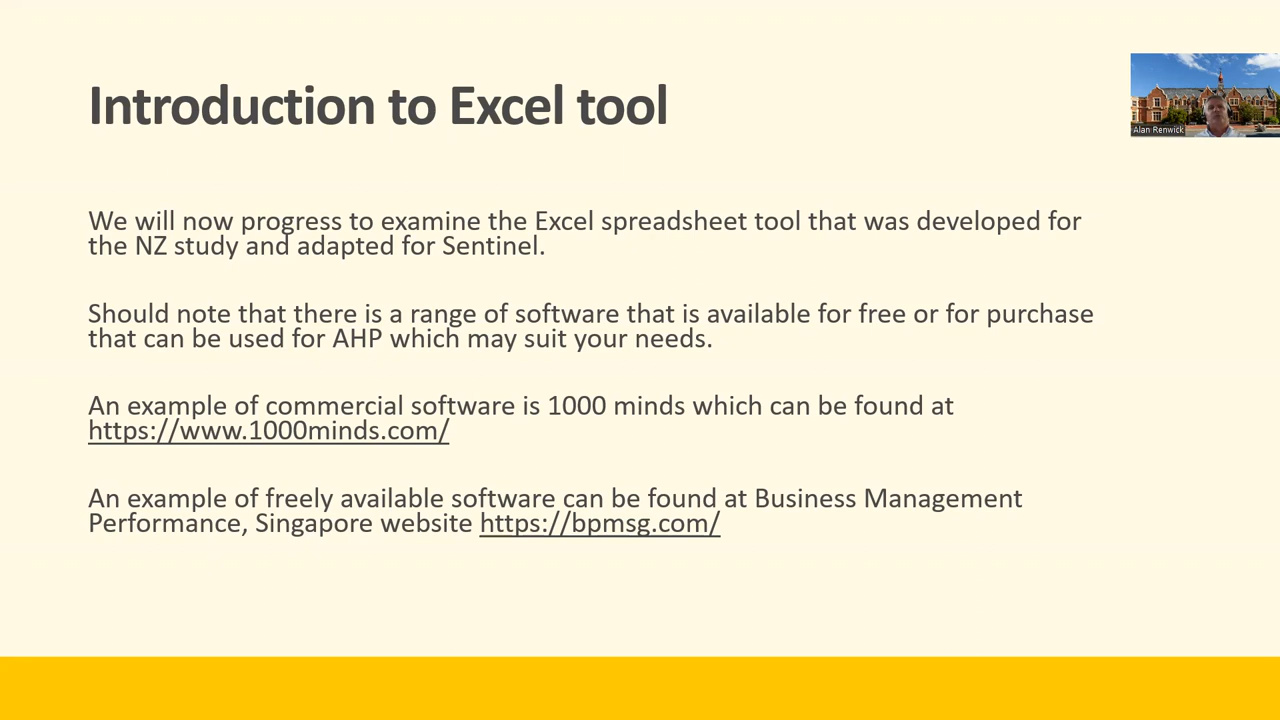 Introduction to Excel tool
Alan Renwick
We will now progress to examine the Excel spreadsheet tool that was developed for
the NZ study and adapted for Sentinel.
Should note that there is a range of software that is available for free or for purchase
that can be used for AHP which may suit your needs.
An example of commercial software is 1000 minds which can be found at
https://www.1000minds.com/
An example of freely available software can be found at Business Management
Performance, Singapore website https://bpmsg.com/